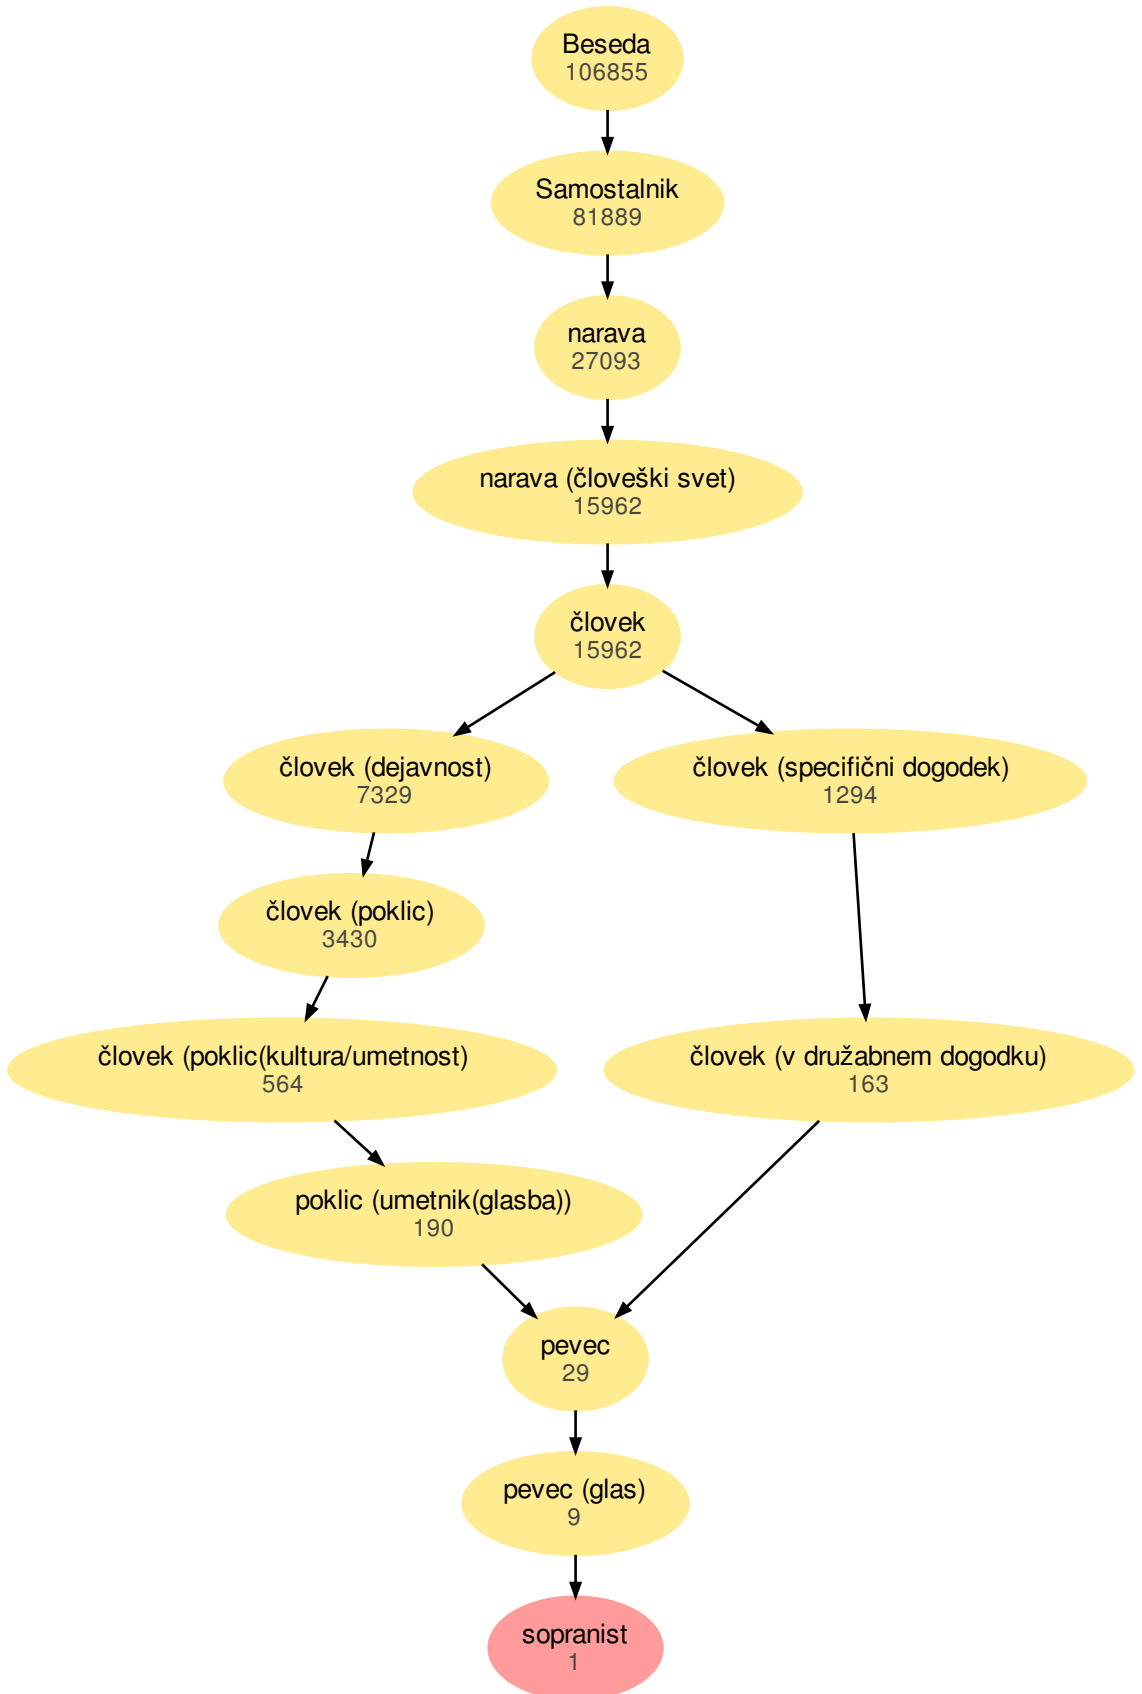 Beseda
106855
Samostalnik
81889
narava
27093
narava (človeški svet)
15962
človek
15962
človek (dejavnost)
7329
človek (specifični dogodek)
1294
človek (poklic)
3430
človek (poklic(kultura/umetnost)
564
človek (v družabnem dogodku)
163
poklic (umetnik(glasba))
190
pevec
29
pevec (glas)
9
sopranist
1